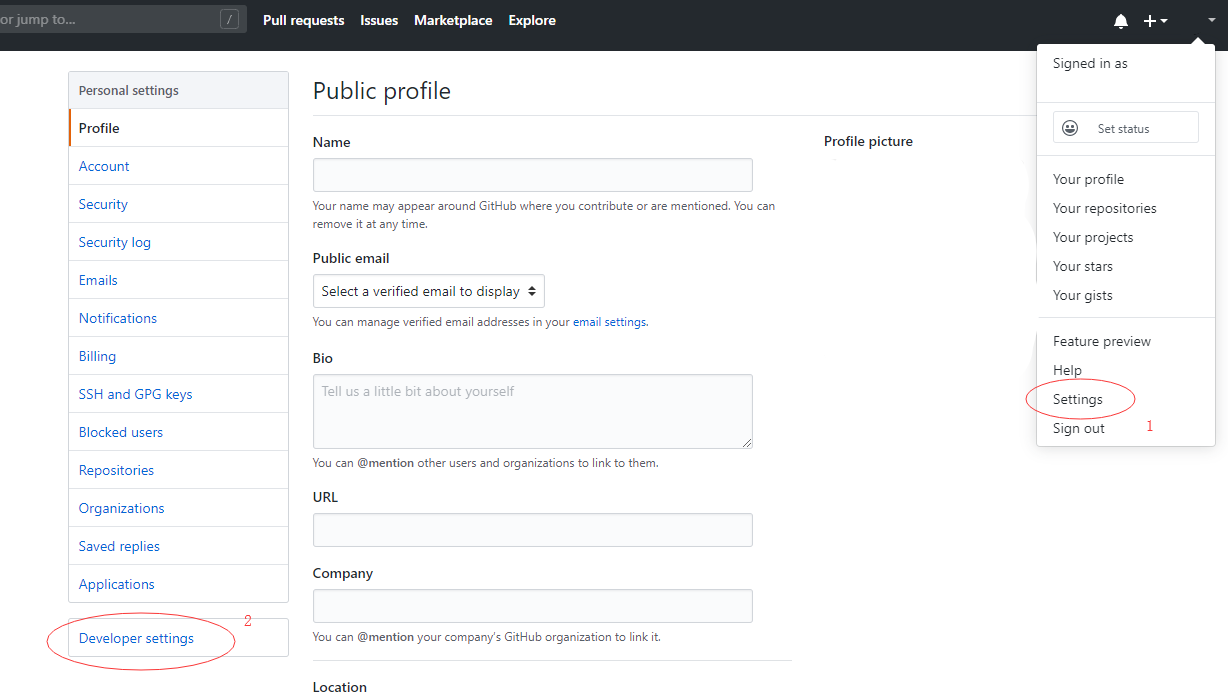 or jump to... /
Pull requests
Issues
Marketplace
Explore
Personal settings
Profile
Account
Security
Security log
Emails
Notifications
Billing
SSH and GPG keys
Blocked users
Repositories
Organizations
Saved replies
Applications
Developer settings
2
Public profile
Name
Your name may appear around GitHub where you contribute or are mentioned. You can
remove it at any time.
Public email
Select a verified email to display
You can manage verified email addresses in your email settings.
Bio
Tell us a little bit about yourself
You can @mention other users and organizations to link to them.
URL
Company
You can @mention your company's GitHub organization to link it.
Location
Profile picture
Signed in as
Set status
Your profile
Your repositories
Your projects
Your stars
Your gists
Feature preview
Help
Settings
Sign out
1